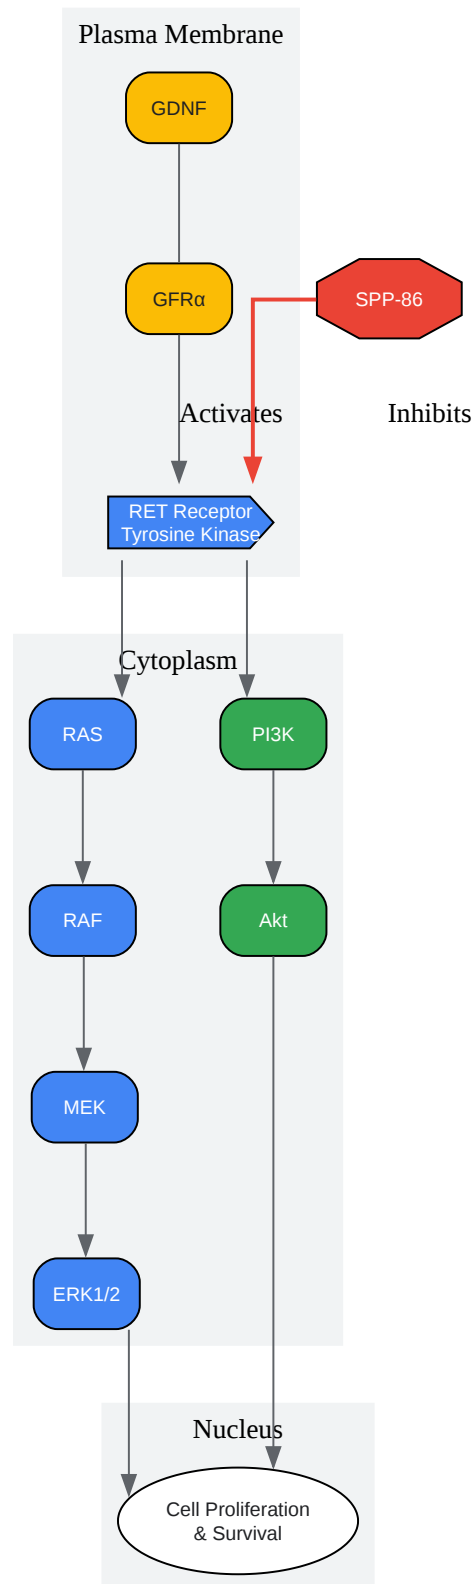 Plasma Membrane
GDNF
GFRα
SPP-86
Activates
Inhibits
RET Receptor
Tyrosine Kinase
Cytoplasm
RAS
PI3K
RAF
Akt
MEK
ERK1/2
Nucleus
Cell Proliferation
& Survival